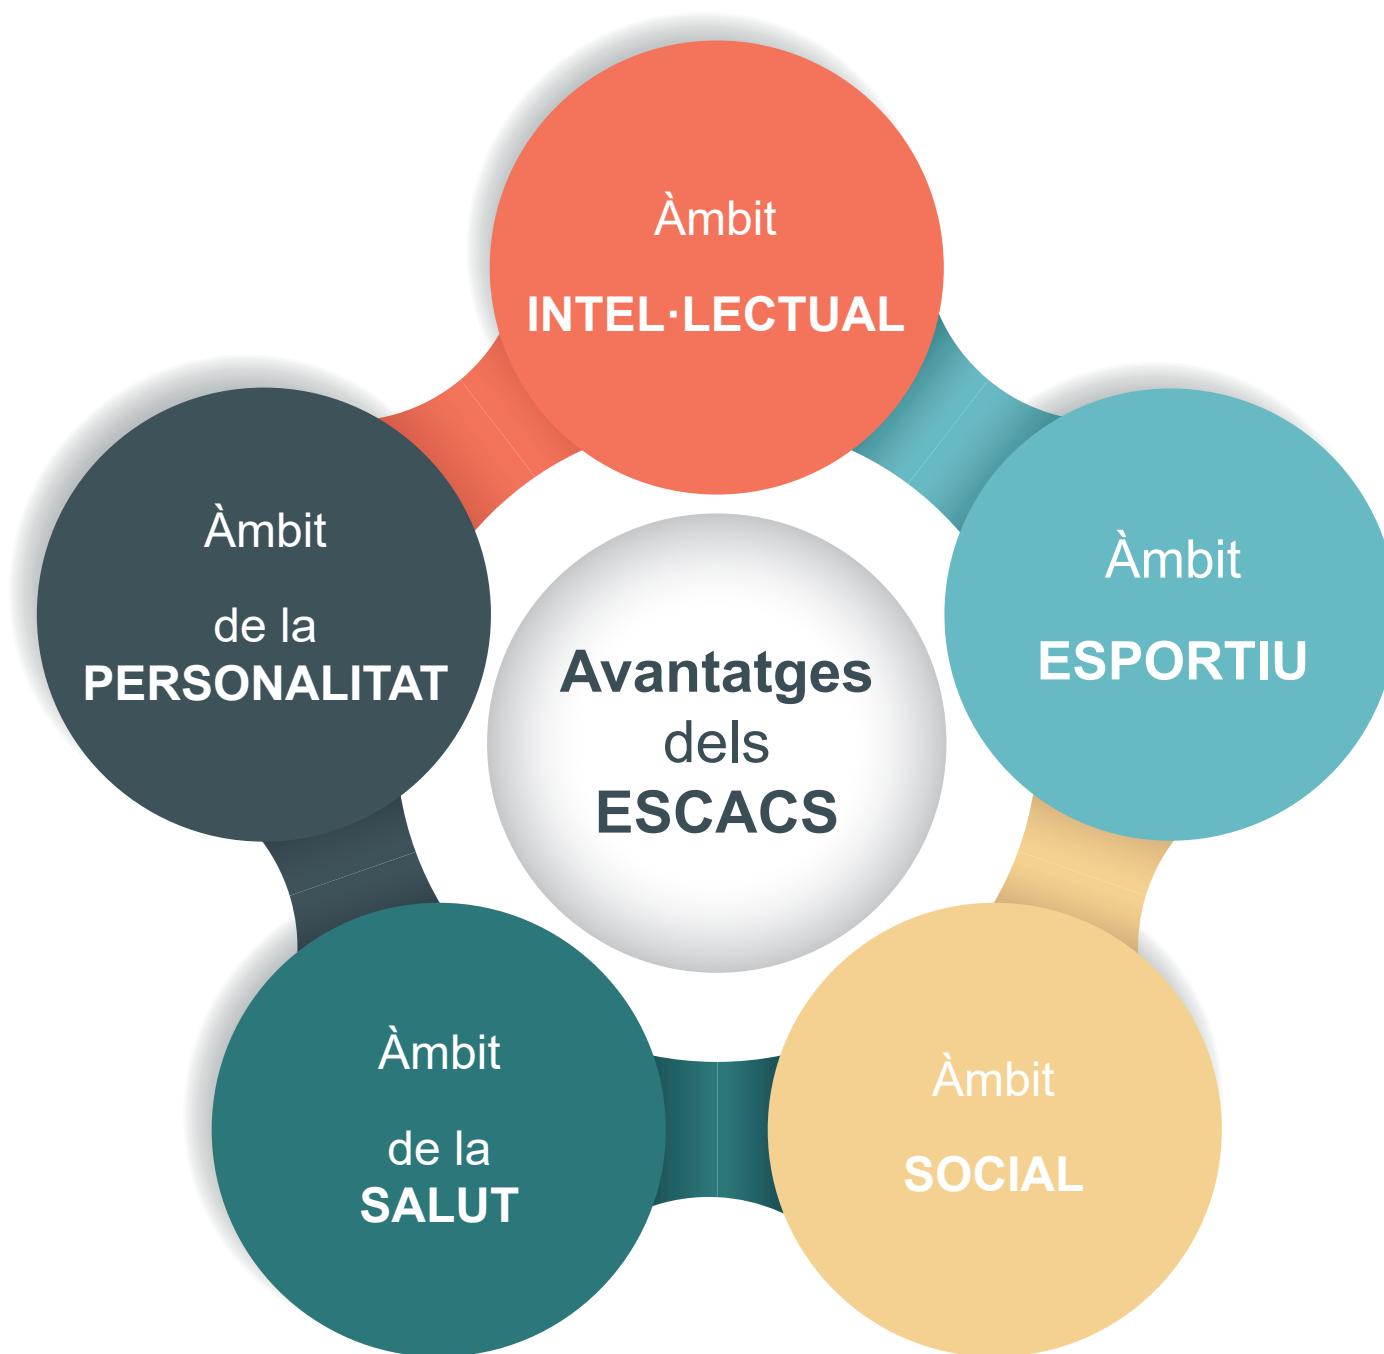 Àmbit
INTEL·LECTUAL
Àmbit
de la
PERSONALITAT
Àmbit
ESPORTIU
Avantatges
dels
ESCACS
Àmbit
de la
SALUT
Àmbit
SOCIAL